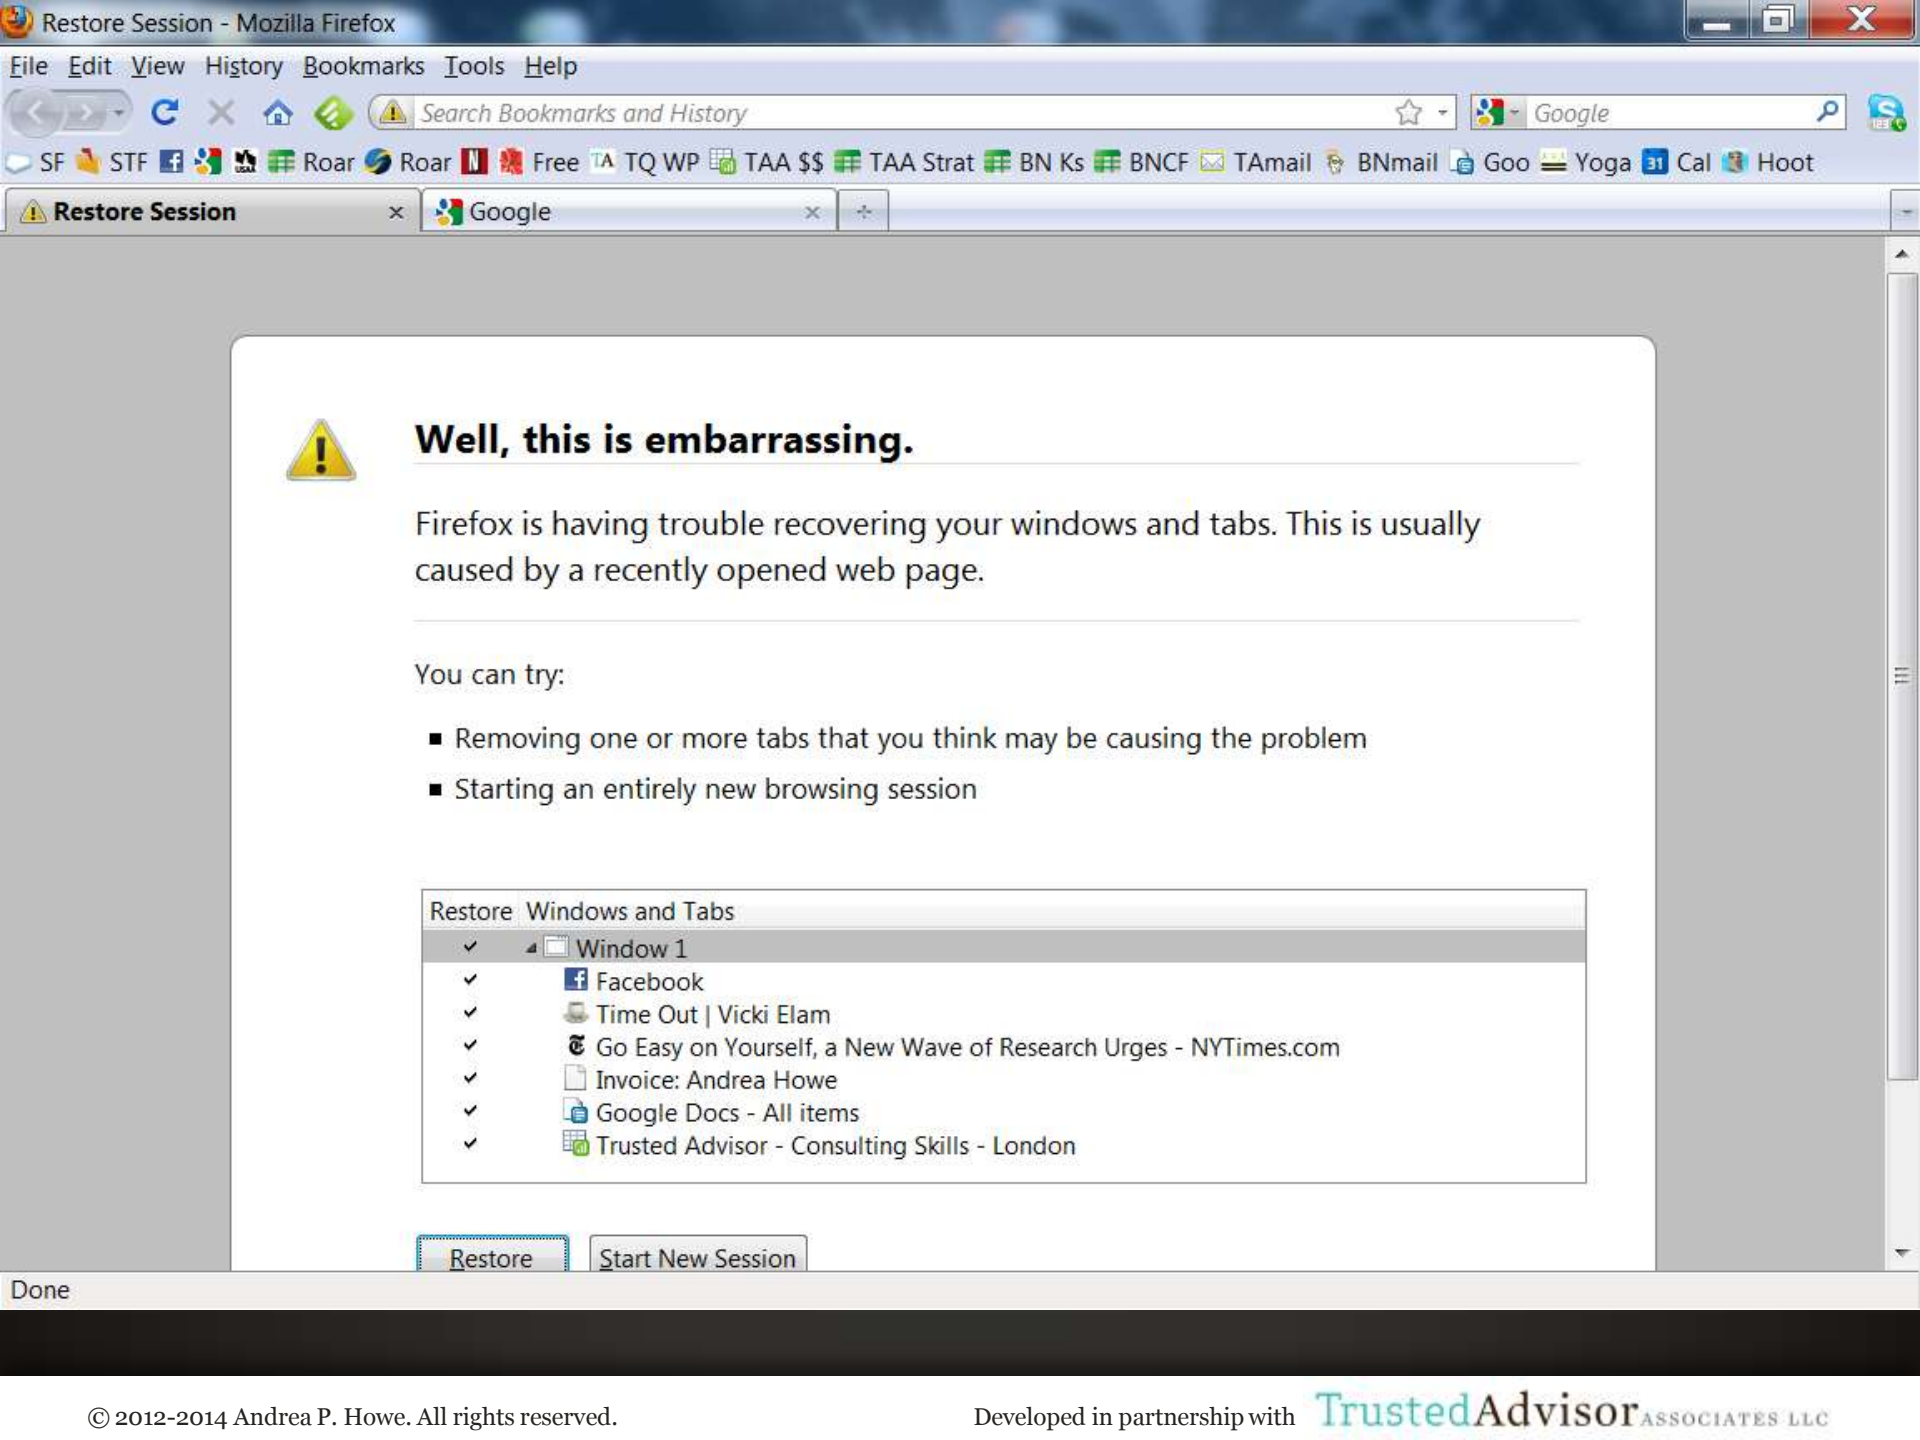 Restore Session - Mozilla Firefox
File Edit View History Bookmarks Tools Help
Search Bookmarks and History
Google
SF STF Roar Roar Free TA TQ WP TAA $$ TAA Strat BN Ks BNCF TAmail BNmail Goo Yoga 31 Cal Hoot
Restore Session
Google
Well, this is embarrassing.
Firefox is having trouble recovering your windows and tabs. This is usually
caused by a recently opened web page.
You can try:
Removing one or more tabs that you think may be causing the problem
Starting an entirely new browsing session
Restore Windows and Tabs
Window 1
Facebook
Time Out | Vicki Elam
Go Easy on Yourself, a New Wave of Research Urges - NYTimes.com
Invoice: Andrea Howe
Google Docs - All items
Trusted Advisor - Consulting Skills - London
Restore
Start New Session
Done
© 2012-2014 Andrea P. Howe. All rights reserved.
Developed in partnership with TrustedAdvisor ASSOCIATES LLC